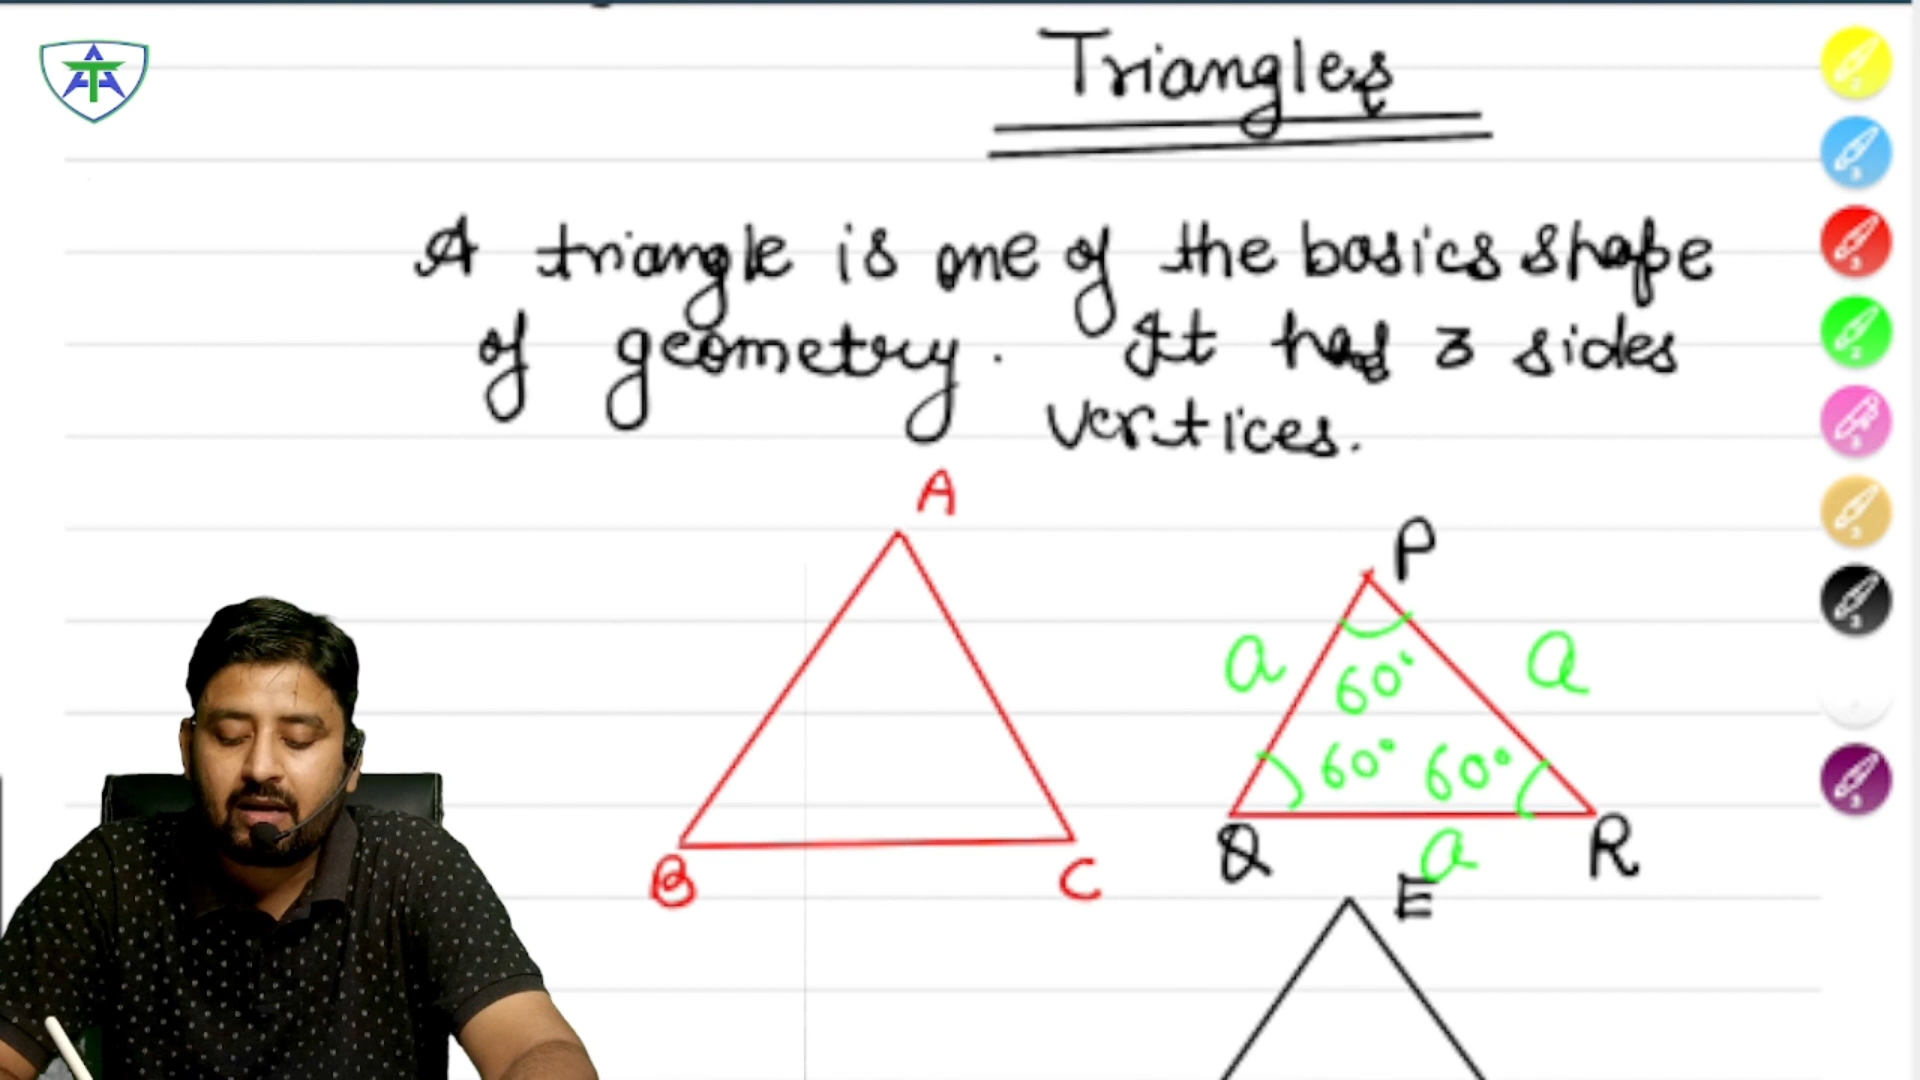 Triangles
A triangle is one of the basics shape
of geometry. It has 3 sides
vertices.
A
P
a 60° a
60° 60°
B C
Q a R
E